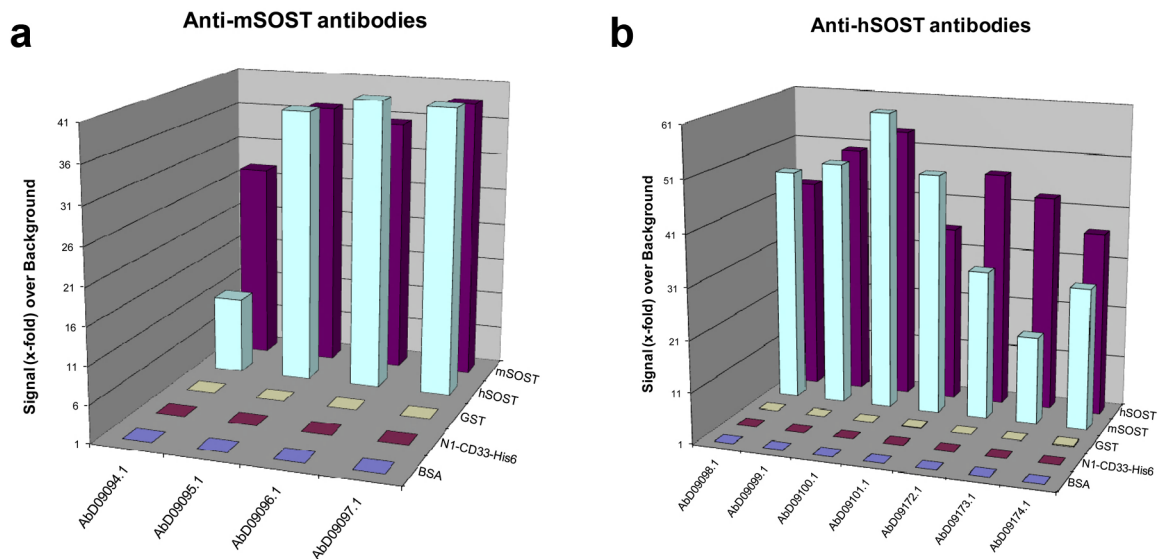 a
Anti-mSOST antibodies
Signal (x-fold) over Background
41
36
31
26
21
16
11
6
1
AbD09094.1
AbD09095.1
AbD09096.1
AbD09097.1
mSOST
hSOST
GST
N1-CD33-His6
BSA
b
Anti-hSOST antibodies
Signal (x-fold) over Background
61
51
41
31
21
11
1
AbD09098.1
AbD09099.1
AbD09100.1
AbD09101.1
AbD09172.1
AbD09173.1
AbD09174.1
hSOST
mSOST
GST
N1-CD33-His6
BSA